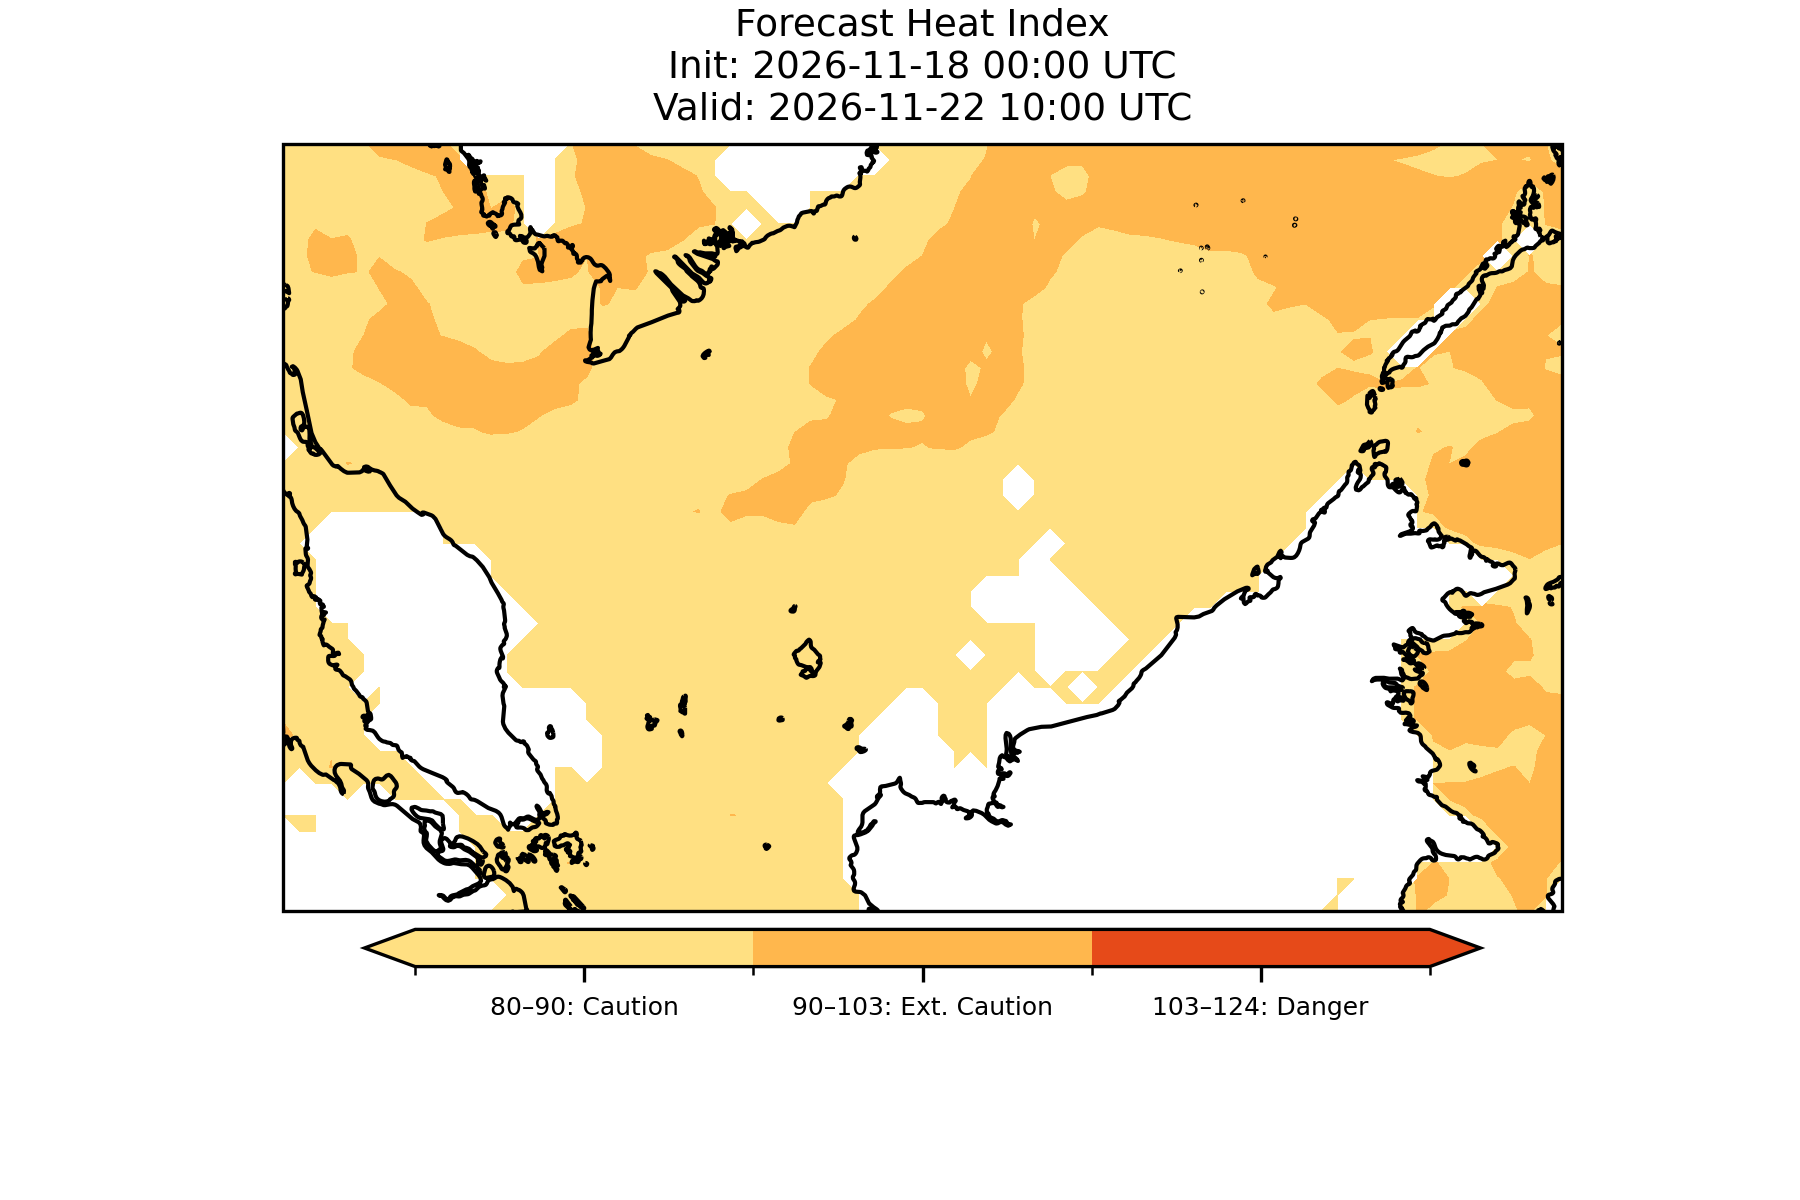 Forecast Heat Index
Init: 2026-11-18 00:00 UTC
Valid: 2026-11-22 10:00 UTC
80–90: Caution
90–103: Ext. Caution
103–124: Danger